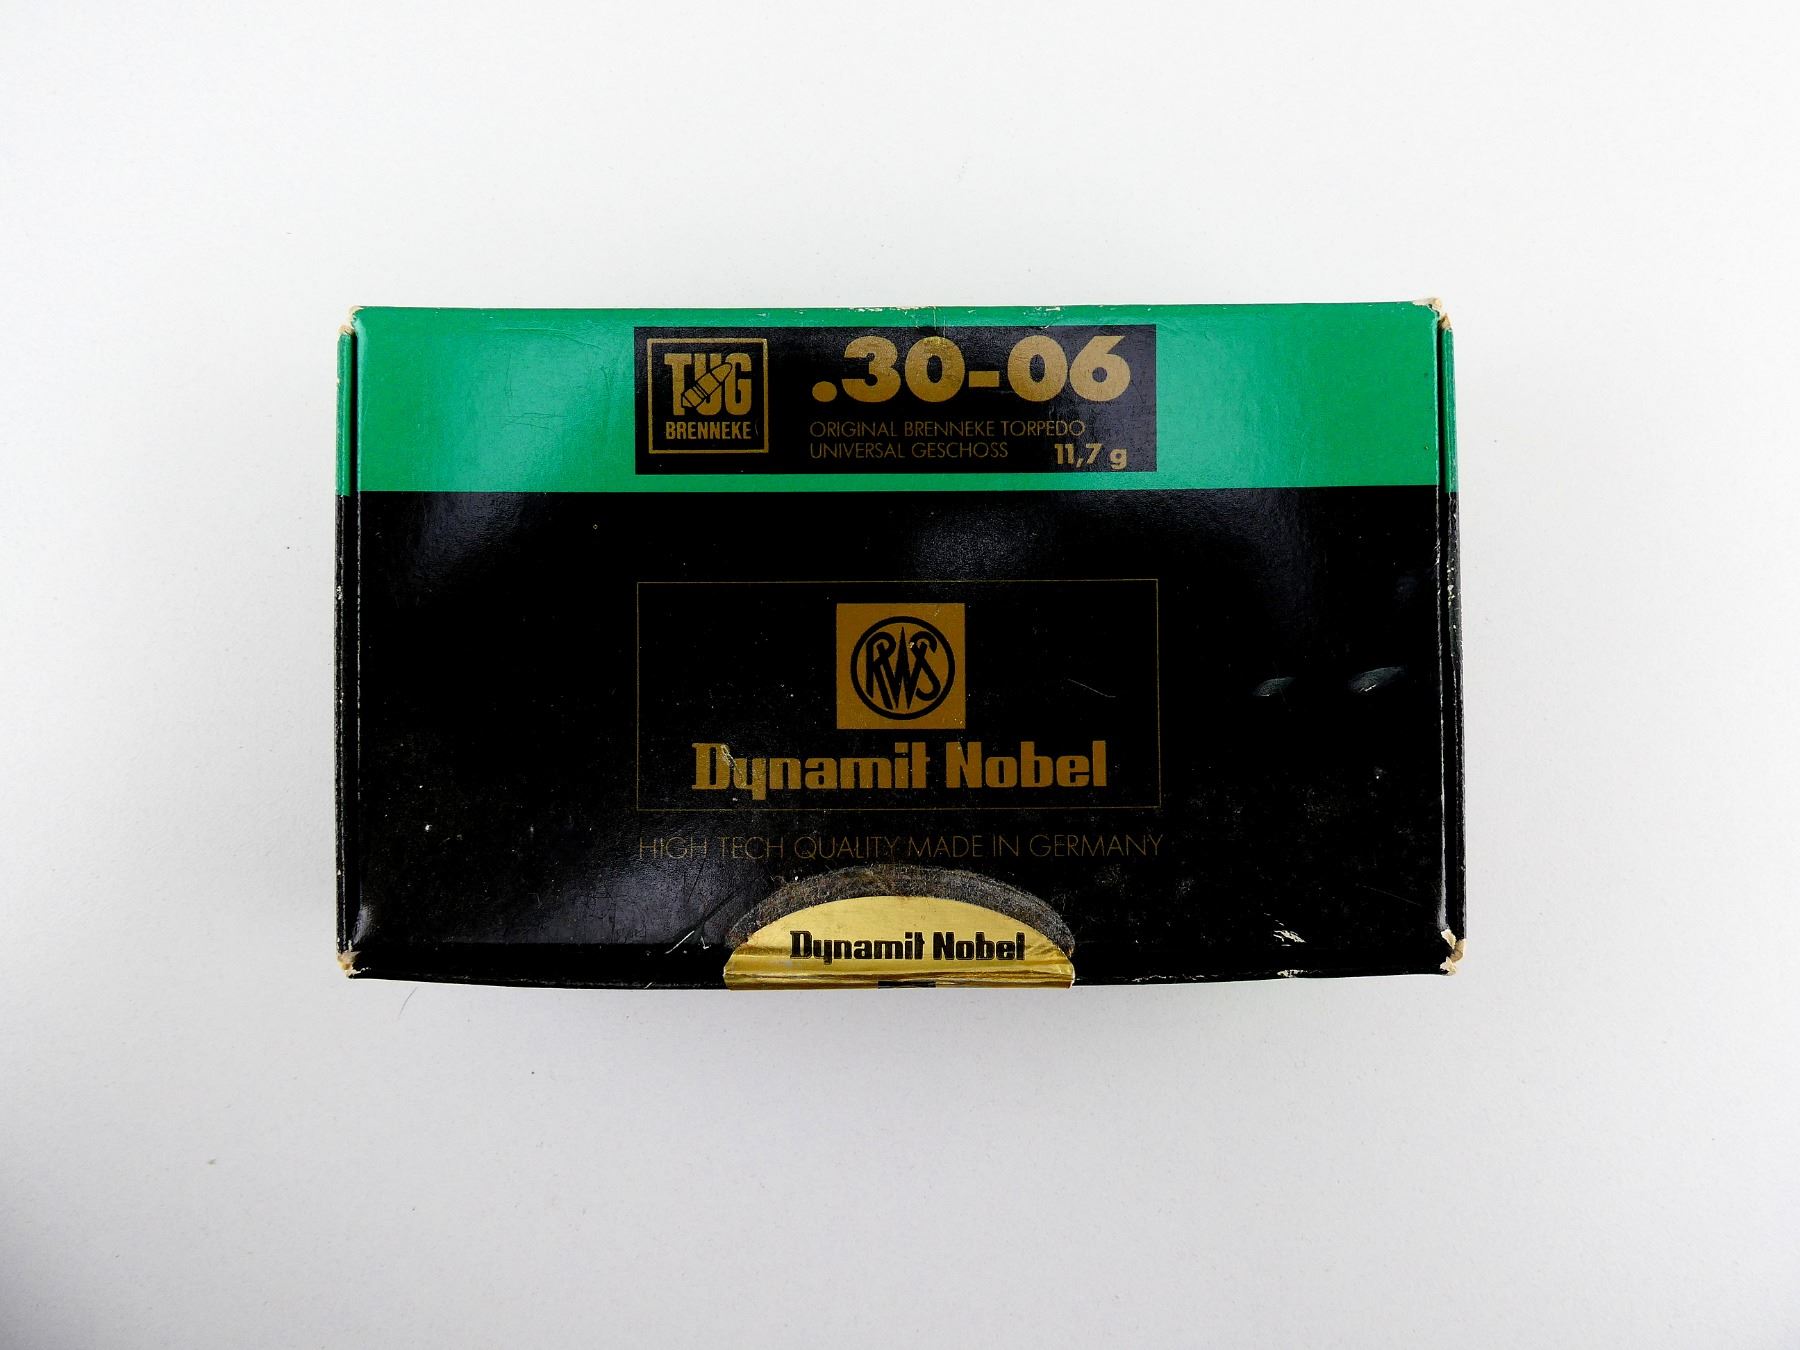 TUG
BRENNEKE
.30-06
ORIGINAL BRENNEKE TORPEDO
UNIVERSAL GESCHOSS 11,7 g
RWS
Dynamit Nobel
HIGH TECH QUALITY MADE IN GERMANY
Dynamit Nobel